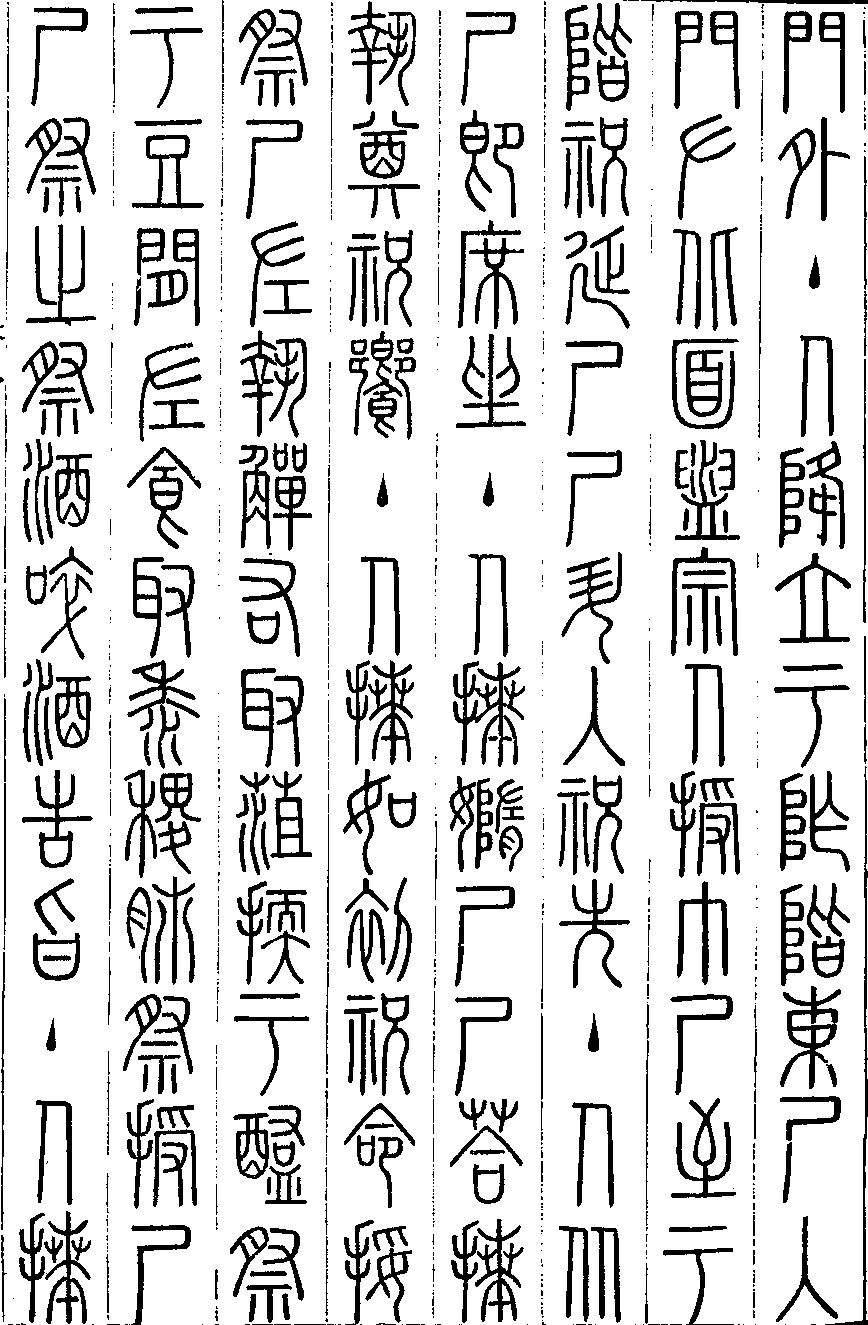 門外主人降立于阼階東尸入
門左北面盥宗人授巾尸至于
階祝延尸尸升入祝先主人从
尸即席坐主人拜妥尸尸荅拜
執奠祝饗主人拜如初祝命挼
祭尸左執觶右取菹擩于醢祭
于豆間左食取黍稷肺祭授尸
尸祭之祭酒啐酒告旨主人拜